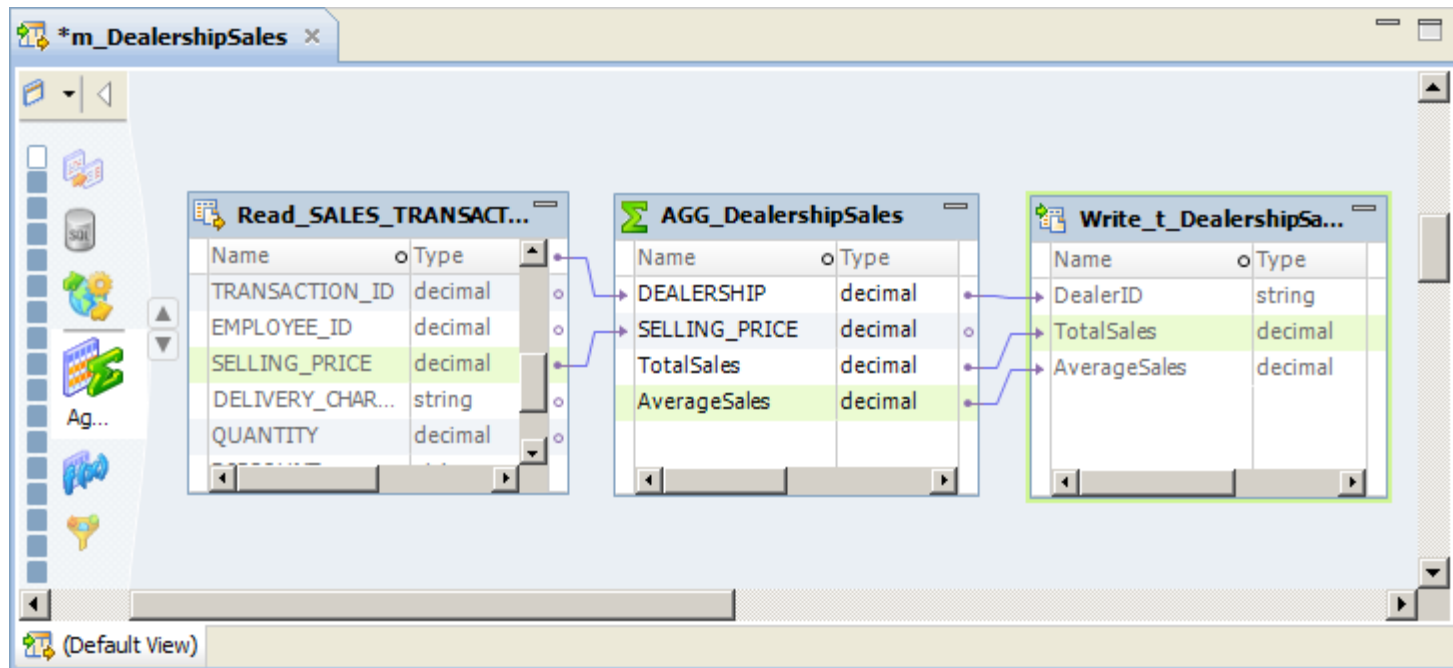 *m_DealershipSales
SQL
Ag...
f(x)
Read_SALES_TRANSACT...
Name Type
TRANSACTION_ID decimal
EMPLOYEE_ID decimal
SELLING_PRICE decimal
DELIVERY_CHAR... string
QUANTITY decimal
AGG_DealershipSales
Name Type
DEALERSHIP decimal
SELLING_PRICE decimal
TotalSales decimal
AverageSales decimal
Write_t_DealershipSa...
Name Type
DealerID string
TotalSales decimal
AverageSales decimal
(Default View)